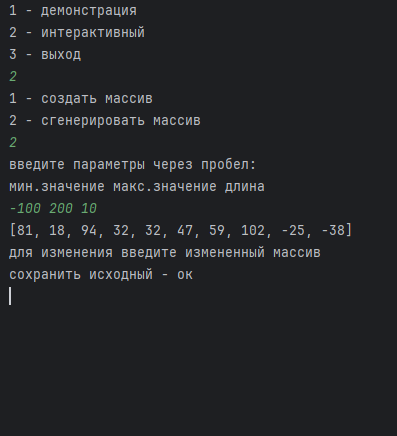 1 - демонстрация
2 - интерактивный
3 - выход
2
1 - создать массив
2 - сгенерировать массив
2
введите параметры через пробел:
мин.значение макс.значение длина
-100 200 10
[81, 18, 94, 32, 32, 47, 59, 102, -25, -38]
для изменения введите измененный массив
сохранить исходный - ок